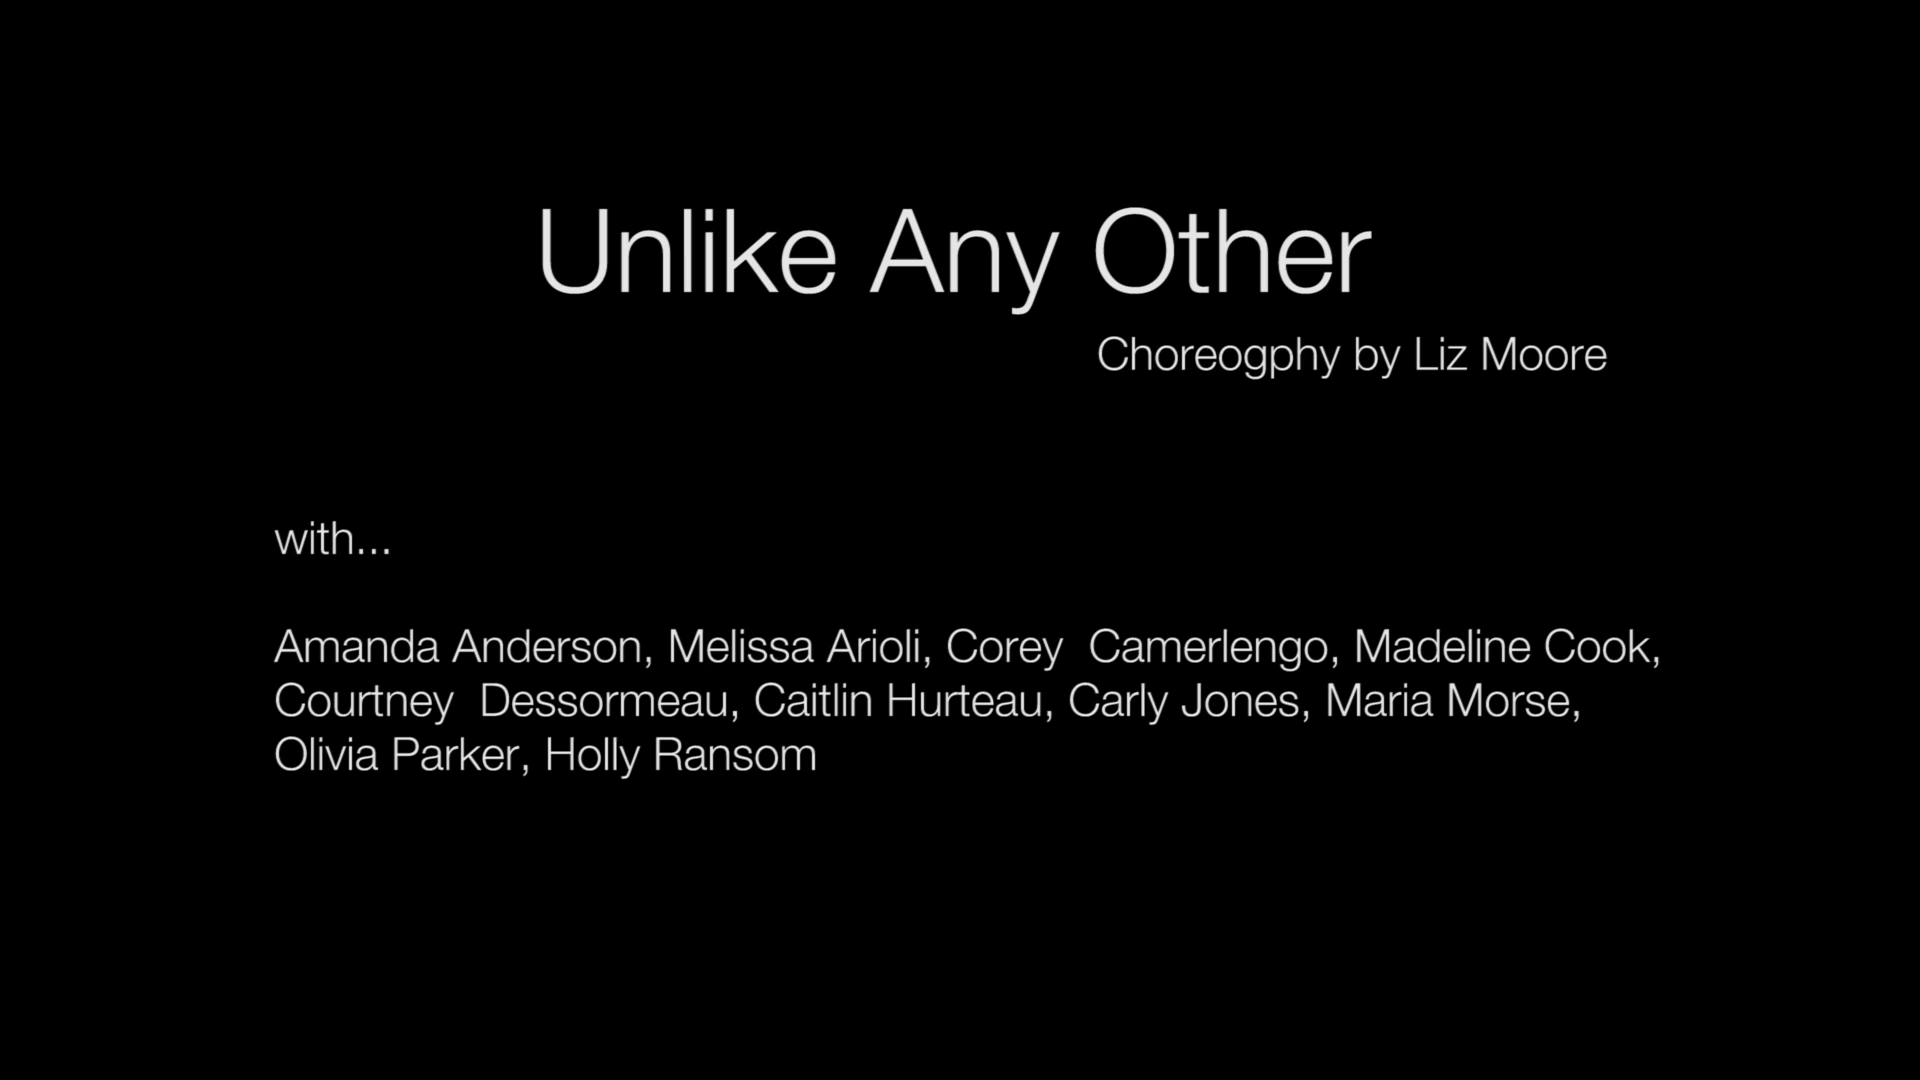 Unlike Any Other
Choreogphy by Liz Moore
with...
Amanda Anderson, Melissa Arioli, Corey  Camerlengo, Madeline Cook,
Courtney  Dessormeau, Caitlin Hurteau, Carly Jones, Maria Morse,
Olivia Parker, Holly Ransom